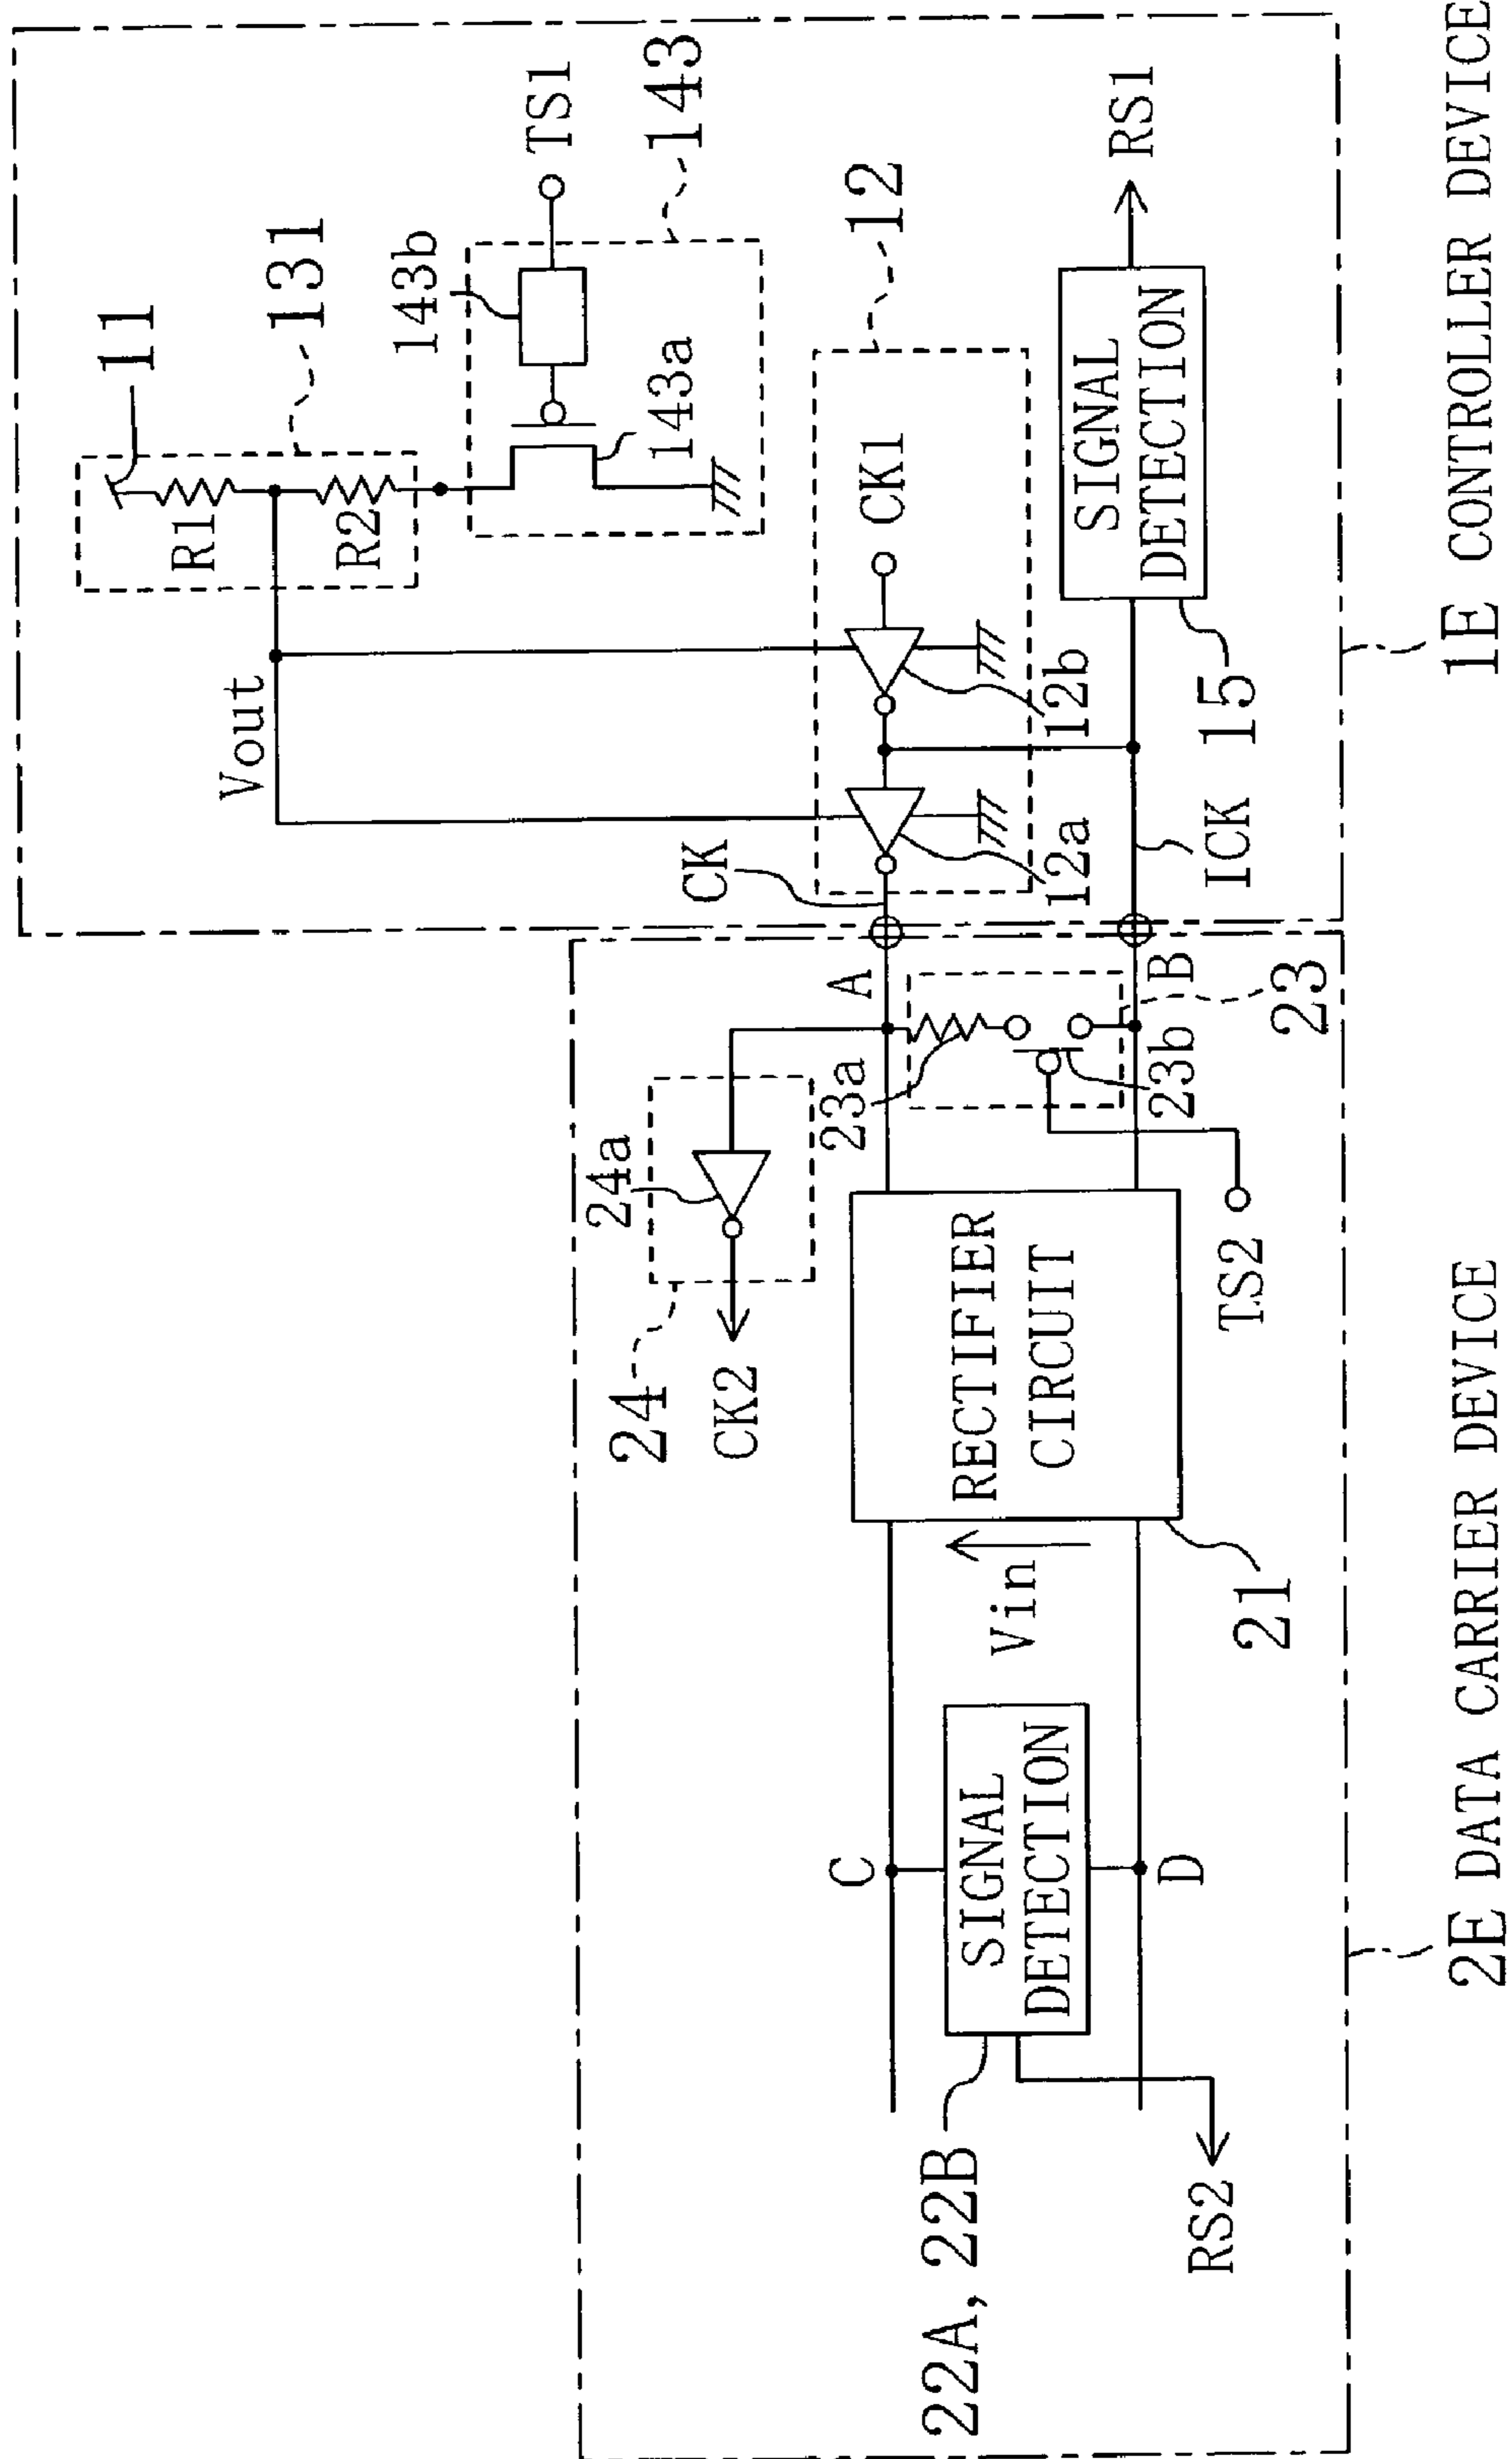 11
131
R1
R2
Vout
143b
TS1
143a
143
12
CK1
12b
12a
CK
SIGNAL
DETECTION
RS1
15
ICK
1E CONTROLLER DEVICE
A
B
23a
23b
23
24a
24
CK2
RECTIFIER
CIRCUIT
TS2
Vin
21
C
D
SIGNAL
DETECTION
22A, 22B
RS2
2E DATA CARRIER DEVICE